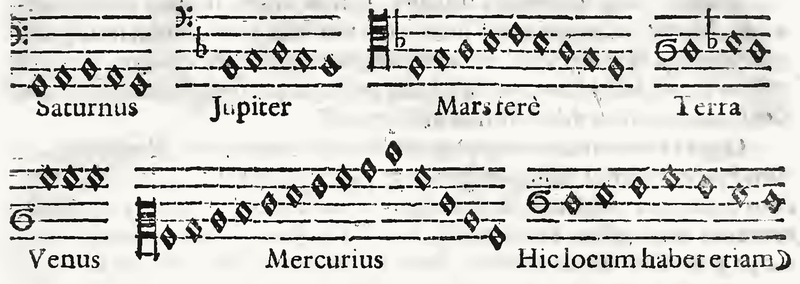 Saturnus Jupiter Mars ferè Terra
Venus Mercurius Hic locum habet etiam ☽